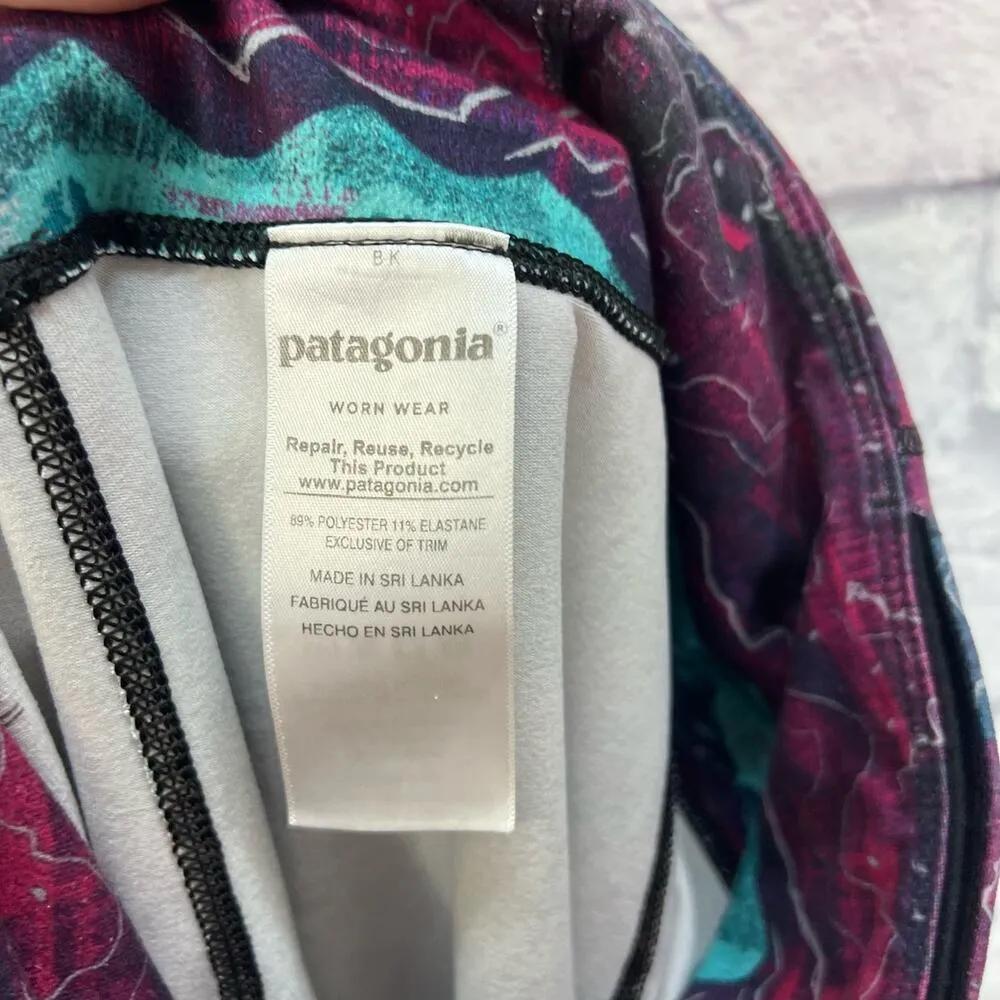 BK
patagonia®
WORN WEAR
Repair, Reuse, Recycle
This Product
www.patagonia.com
89% POLYESTER 11% ELASTANE
EXCLUSIVE OF TRIM
MADE IN SRI LANKA
FABRIQUÉ AU SRI LANKA
HECHO EN SRI LANKA